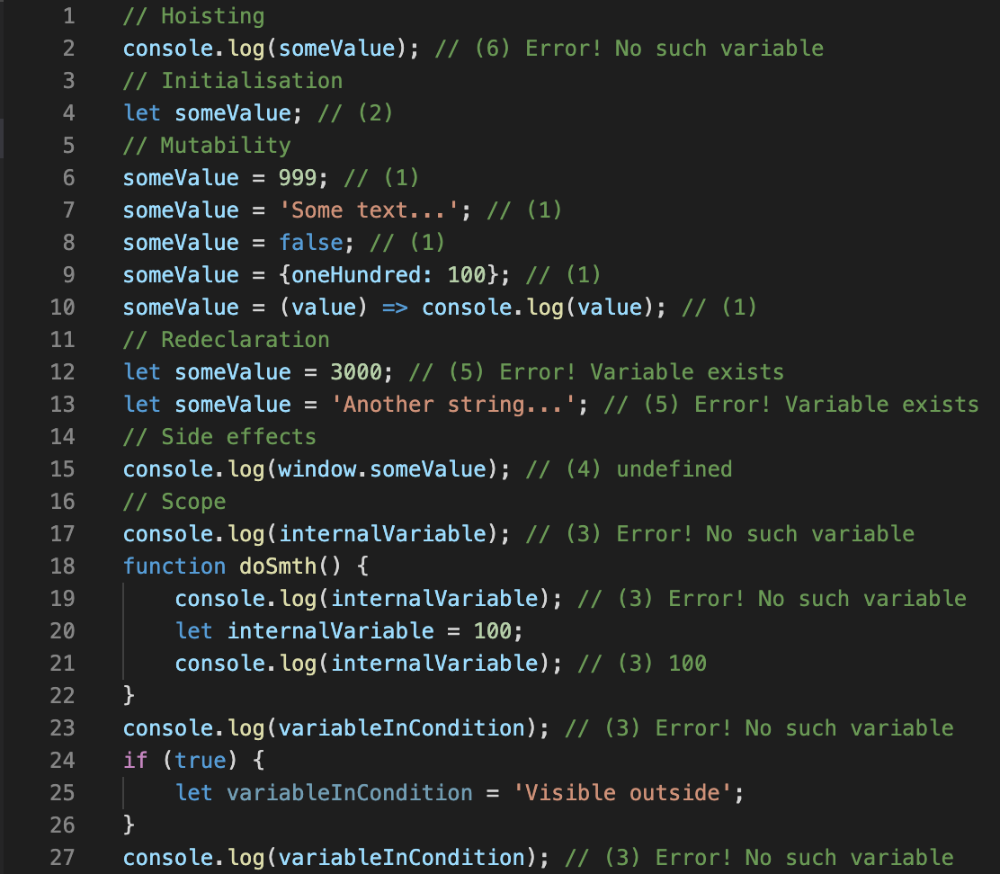 1 // Hoisting
2 console.log(someValue); // (6) Error! No such variable
3 // Initialisation
4 let someValue; // (2)
5 // Mutability
6 someValue = 999; // (1)
7 someValue = 'Some text...'; // (1)
8 someValue = false; // (1)
9 someValue = {oneHundred: 100}; // (1)
10 someValue = (value) => console.log(value); // (1)
11 // Redeclaration
12 let someValue = 3000; // (5) Error! Variable exists
13 let someValue = 'Another string...'; // (5) Error! Variable exists
14 // Side effects
15 console.log(window.someValue); // (4) undefined
16 // Scope
17 console.log(internalVariable); // (3) Error! No such variable
18 function doSmth() {
19     console.log(internalVariable); // (3) Error! No such variable
20     let internalVariable = 100;
21     console.log(internalVariable); // (3) 100
22 }
23 console.log(variableInCondition); // (3) Error! No such variable
24 if (true) {
25     let variableInCondition = 'Visible outside';
26 }
27 console.log(variableInCondition); // (3) Error! No such variable